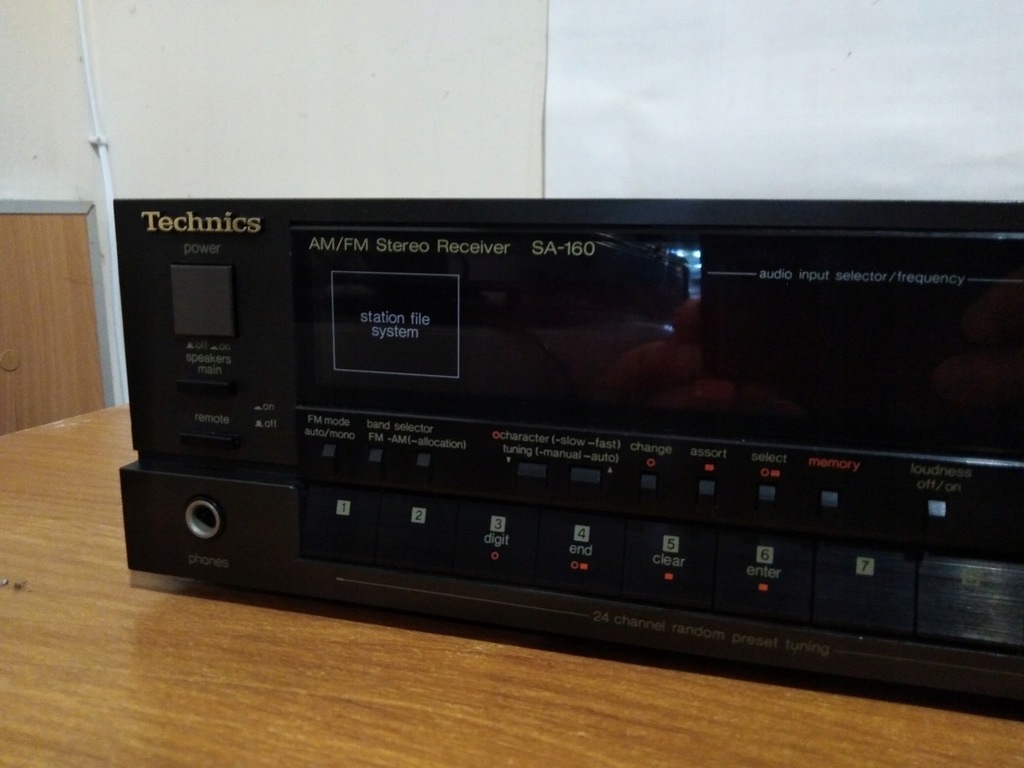 Technics
power
off on
speakers
main
remote
on
off
phones
AM/FM Stereo Receiver SA-160
station file
system
audio input selector/frequency
FM mode
auto/mono
band selector
FM -AM(-allocation)
character (-slow -fast)
tuning (-manual -auto)
change
assort
select
memory
loudness
off/on
1
2
3
digit
4
end
5
clear
6
enter
7
24 channel random preset tuning